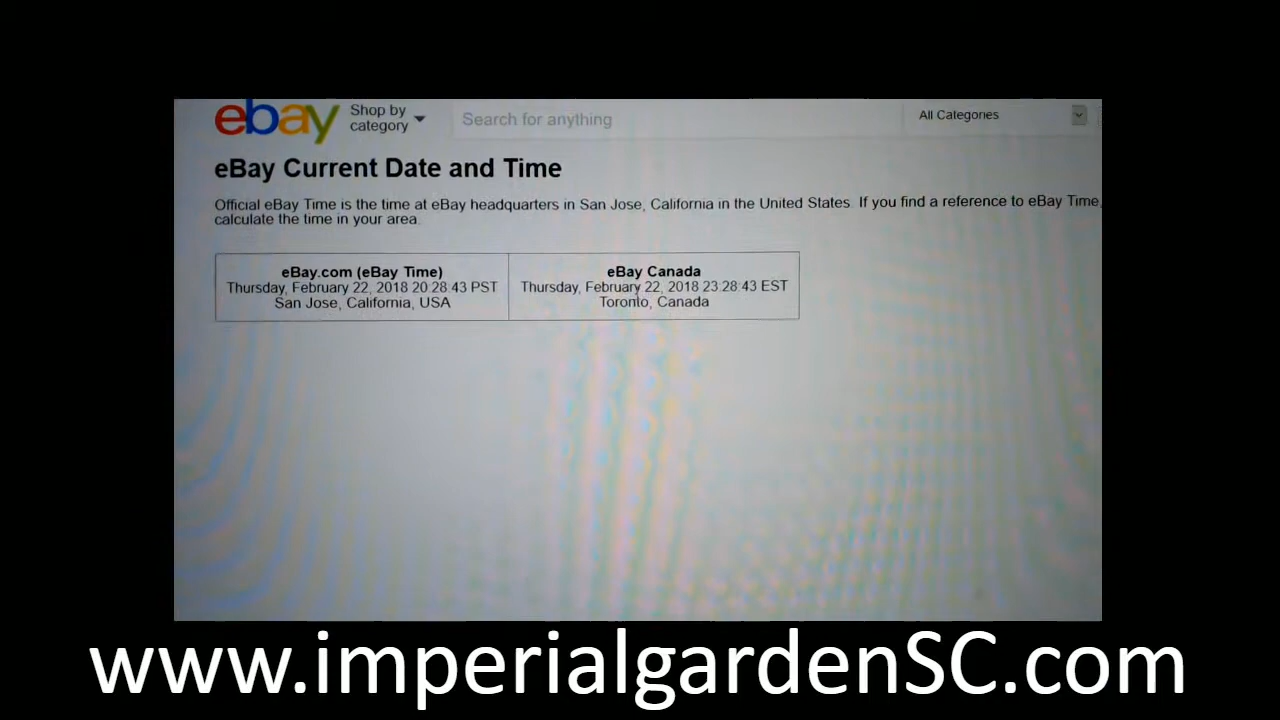 ebay
Shop by
category
Search for anything
All Categories
eBay Current Date and Time
Official eBay Time is the time at eBay headquarters in San Jose, California in the United States. If you find a reference to eBay Time,
calculate the time in your area.
eBay.com (eBay Time)
Thursday, February 22, 2018 20:28:43 PST
San Jose, California, USA
eBay Canada
Thursday, February 22, 2018 23:28:43 EST
Toronto, Canada
www.imperialgardenSC.com